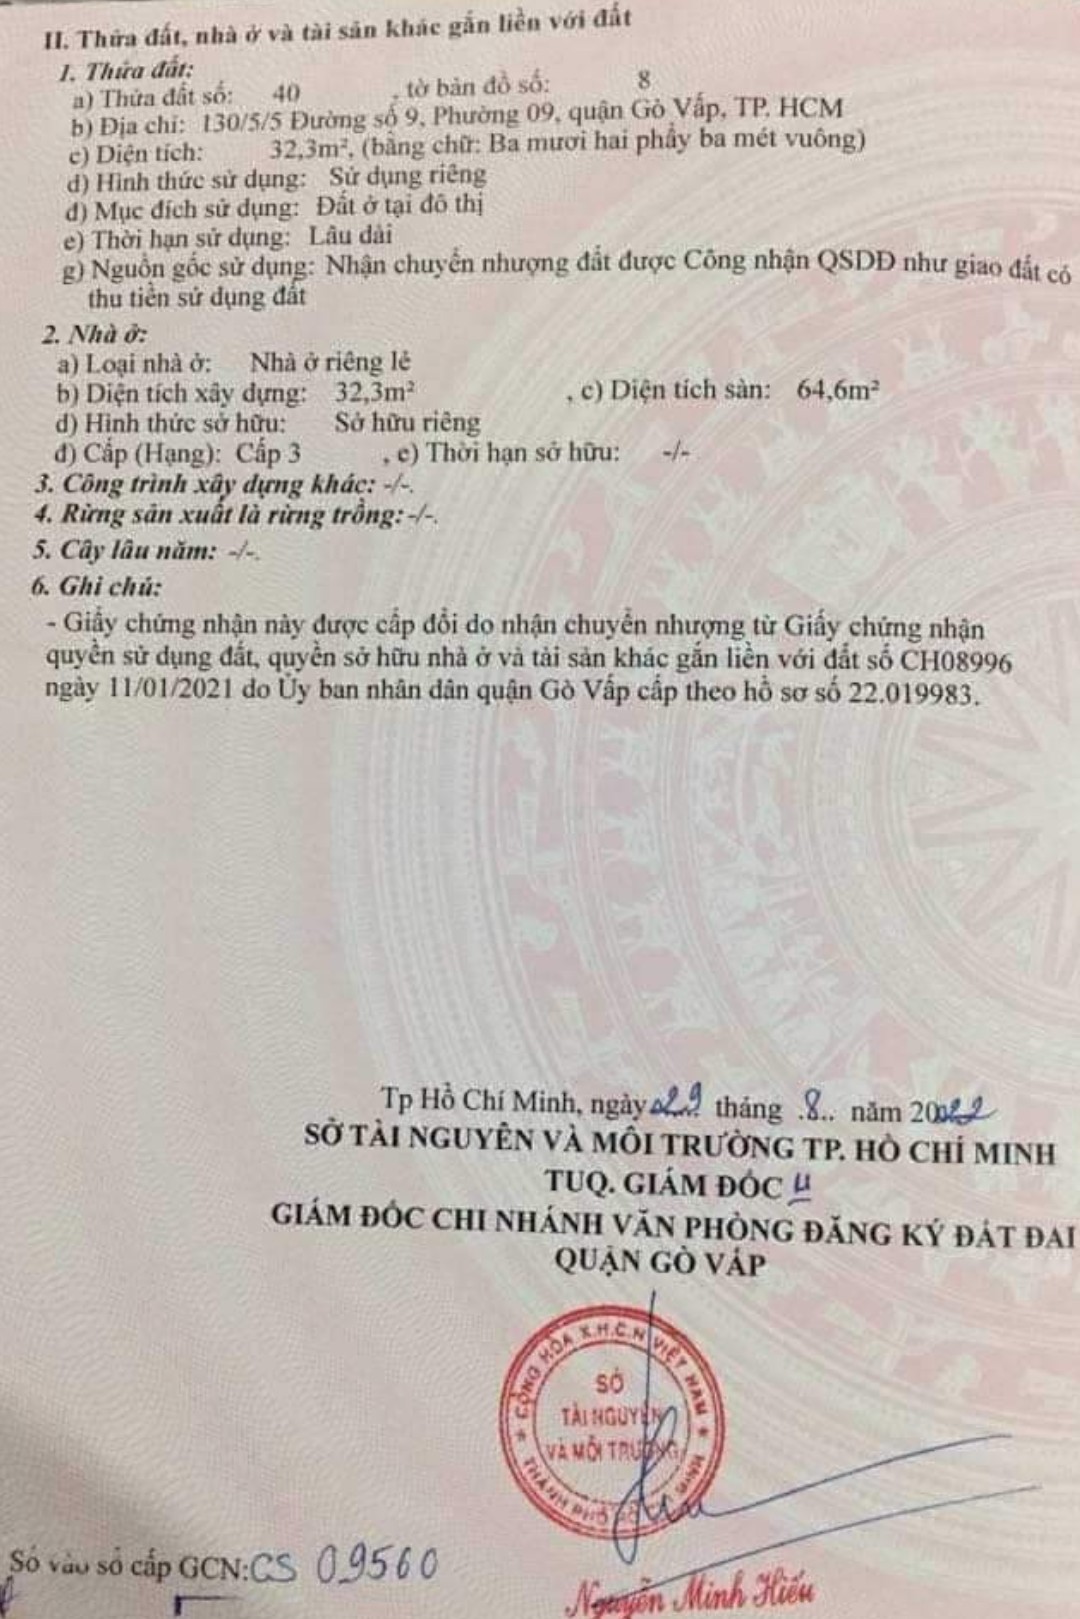 II. Thửa đất, nhà ở và tài sản khác gắn liền với đất
1. Thửa đất:
a) Thửa đất số: 40 , tờ bản đồ số: 8
b) Địa chỉ: 130/5/5 Đường số 9, Phường 09, quận Gò Vấp, TP. HCM
c) Diện tích: 32,3m², (bằng chữ: Ba mươi hai phẩy ba mét vuông)
d) Hình thức sử dụng: Sử dụng riêng
đ) Mục đích sử dụng: Đất ở tại đô thị
e) Thời hạn sử dụng: Lâu dài
g) Nguồn gốc sử dụng: Nhận chuyển nhượng đất được Công nhận QSDĐ như giao đất có
thu tiền sử dụng đất
2. Nhà ở:
a) Loại nhà ở: Nhà ở riêng lẻ
b) Diện tích xây dựng: 32,3m² , c) Diện tích sàn: 64,6m²
d) Hình thức sở hữu: Sở hữu riêng
đ) Cấp (Hạng): Cấp 3 , e) Thời hạn sở hữu: -/-
3. Công trình xây dựng khác: -/-.
4. Rừng sản xuất là rừng trồng: -/-.
5. Cây lâu năm: -/-.
6. Ghi chú:
- Giấy chứng nhận này được cấp đổi do nhận chuyển nhượng từ Giấy chứng nhận
quyền sử dụng đất, quyền sở hữu nhà ở và tài sản khác gắn liền với đất số CH08996
ngày 11/01/2021 do Ủy ban nhân dân quận Gò Vấp cấp theo hồ sơ số 22.019983.
Tp Hồ Chí Minh, ngày 29 tháng .8.. năm 2022
SỞ TÀI NGUYÊN VÀ MÔI TRƯỜNG TP. HỒ CHÍ MINH
TUQ. GIÁM ĐỐC
GIÁM ĐỐC CHI NHÁNH VĂN PHÒNG ĐĂNG KÝ ĐẤT ĐAI
QUẬN GÒ VẤP
CỘNG HÒA X.H.C.N VIỆT NAM
SỞ
TÀI NGUYÊN
VÀ MÔI TRƯỜNG
THÀNH PHỐ HỒ CHÍ MINH
Số vào sổ cấp GCN: CS 09560
Nguyễn Minh Hiếu